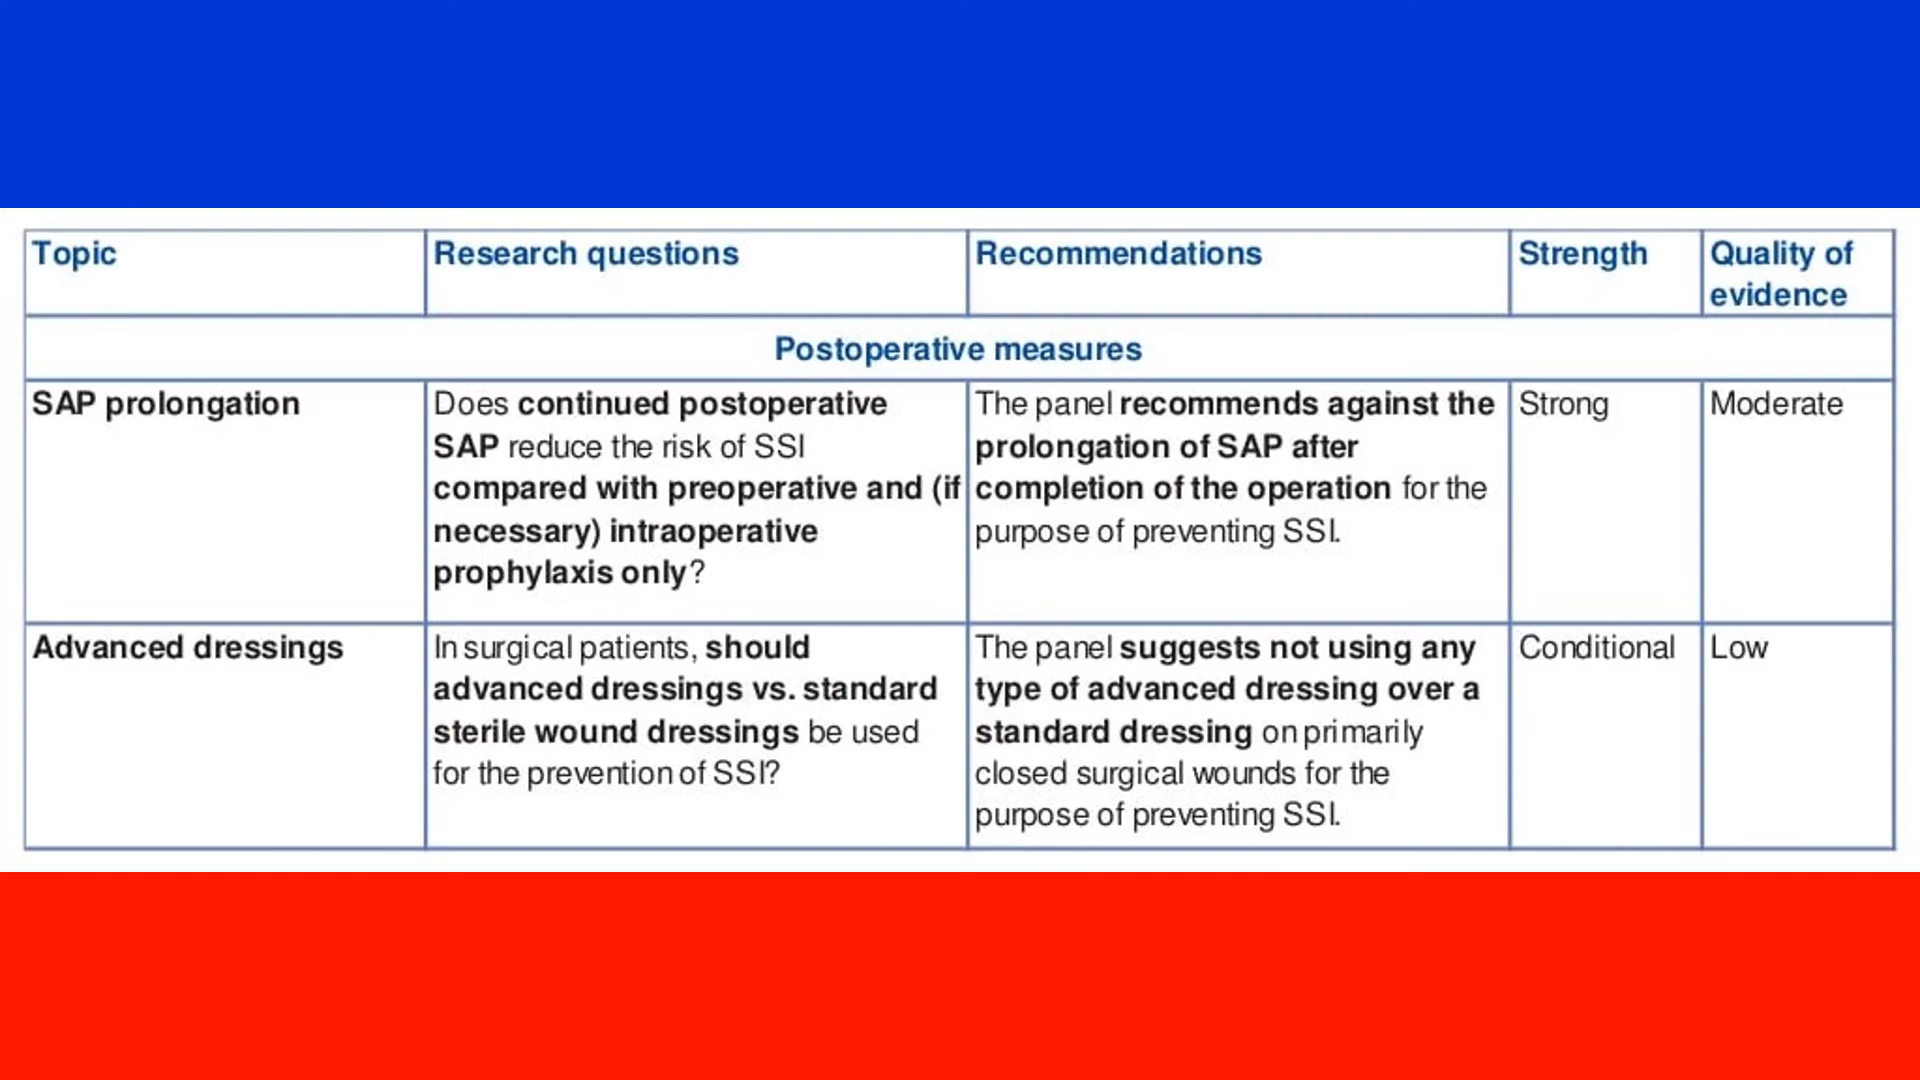 Topic
Research questions
Recommendations
Strength
Quality of
evidence
Postoperative measures
SAP prolongation
Does continued postoperative
SAP reduce the risk of SSI
compared with preoperative and (if
necessary) intraoperative
prophylaxis only?
The panel recommends against the
prolongation of SAP after
completion of the operation for the
purpose of preventing SSI.
Strong
Moderate
Advanced dressings
In surgical patients, should
advanced dressings vs. standard
sterile wound dressings be used
for the prevention of SSI?
The panel suggests not using any
type of advanced dressing over a
standard dressing on primarily
closed surgical wounds for the
purpose of preventing SSI.
Conditional
Low